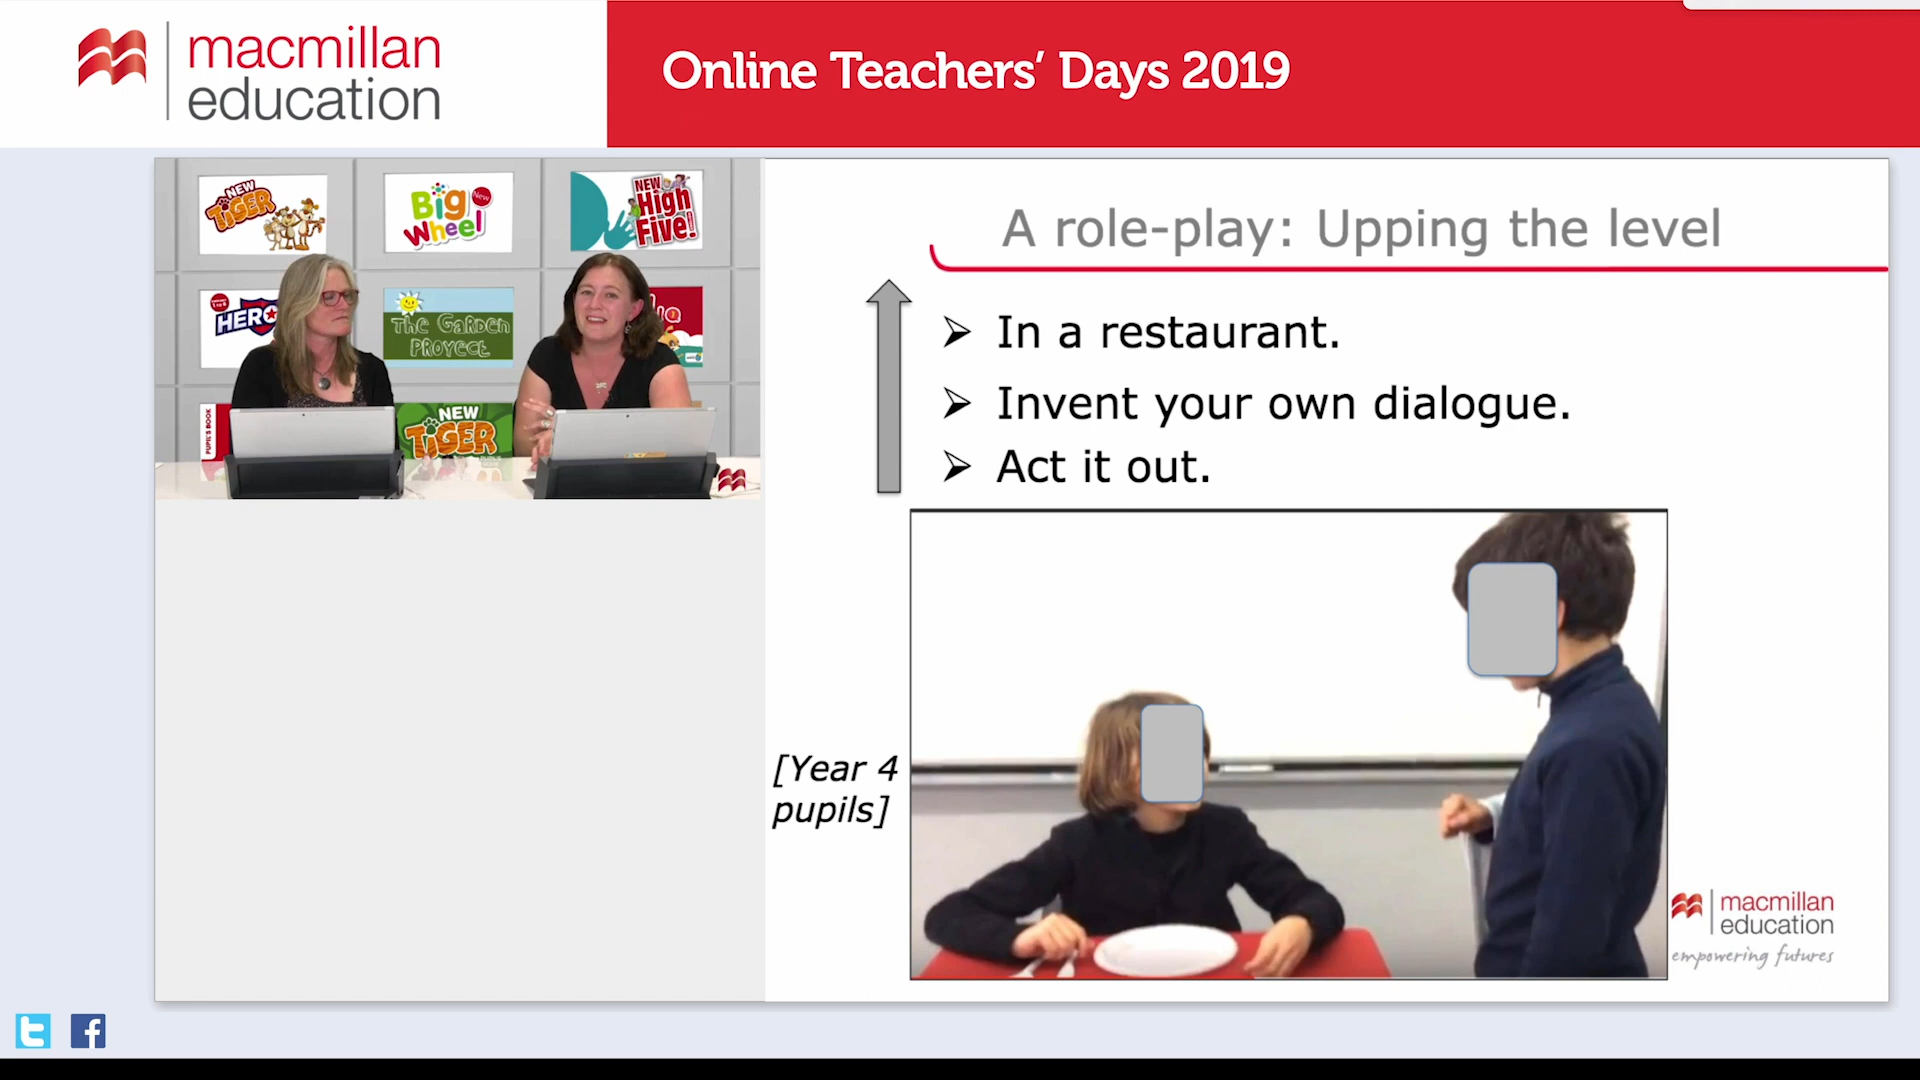 macmillan
education
Online Teachers’ Days 2019
NEW
TIGER
Big
Wheel
New
NEW
High
Five!
HERO
The Garden
PROYECT
PUPIL'S BOOK
NEW
TIGER
A role-play: Upping the level
➢ In a restaurant.
➢ Invent your own dialogue.
➢ Act it out.
[Year 4
pupils]
macmillan
education
empowering futures